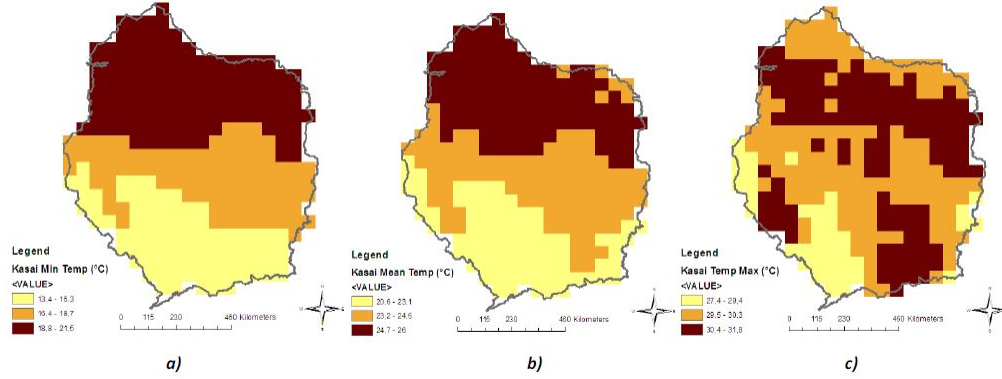 Legend
Kasai Min Temp (°C)
<VALUE>
13.4 - 16,3
16.4 - 18,7
18.8 - 21,5
0 115 230 460 Kilometers
a)
Legend
Kasai Mean Temp (°C)
<VALUE>
20.6 - 23,1
23.2 - 24,6
24.7 - 26
0 115 230 460 Kilometers
b)
Legend
Kasai Temp Max (°C)
<VALUE>
27,4 - 29,4
29,5 - 30,3
30,4 - 31,8
0 115 230 460 Kilometers
c)